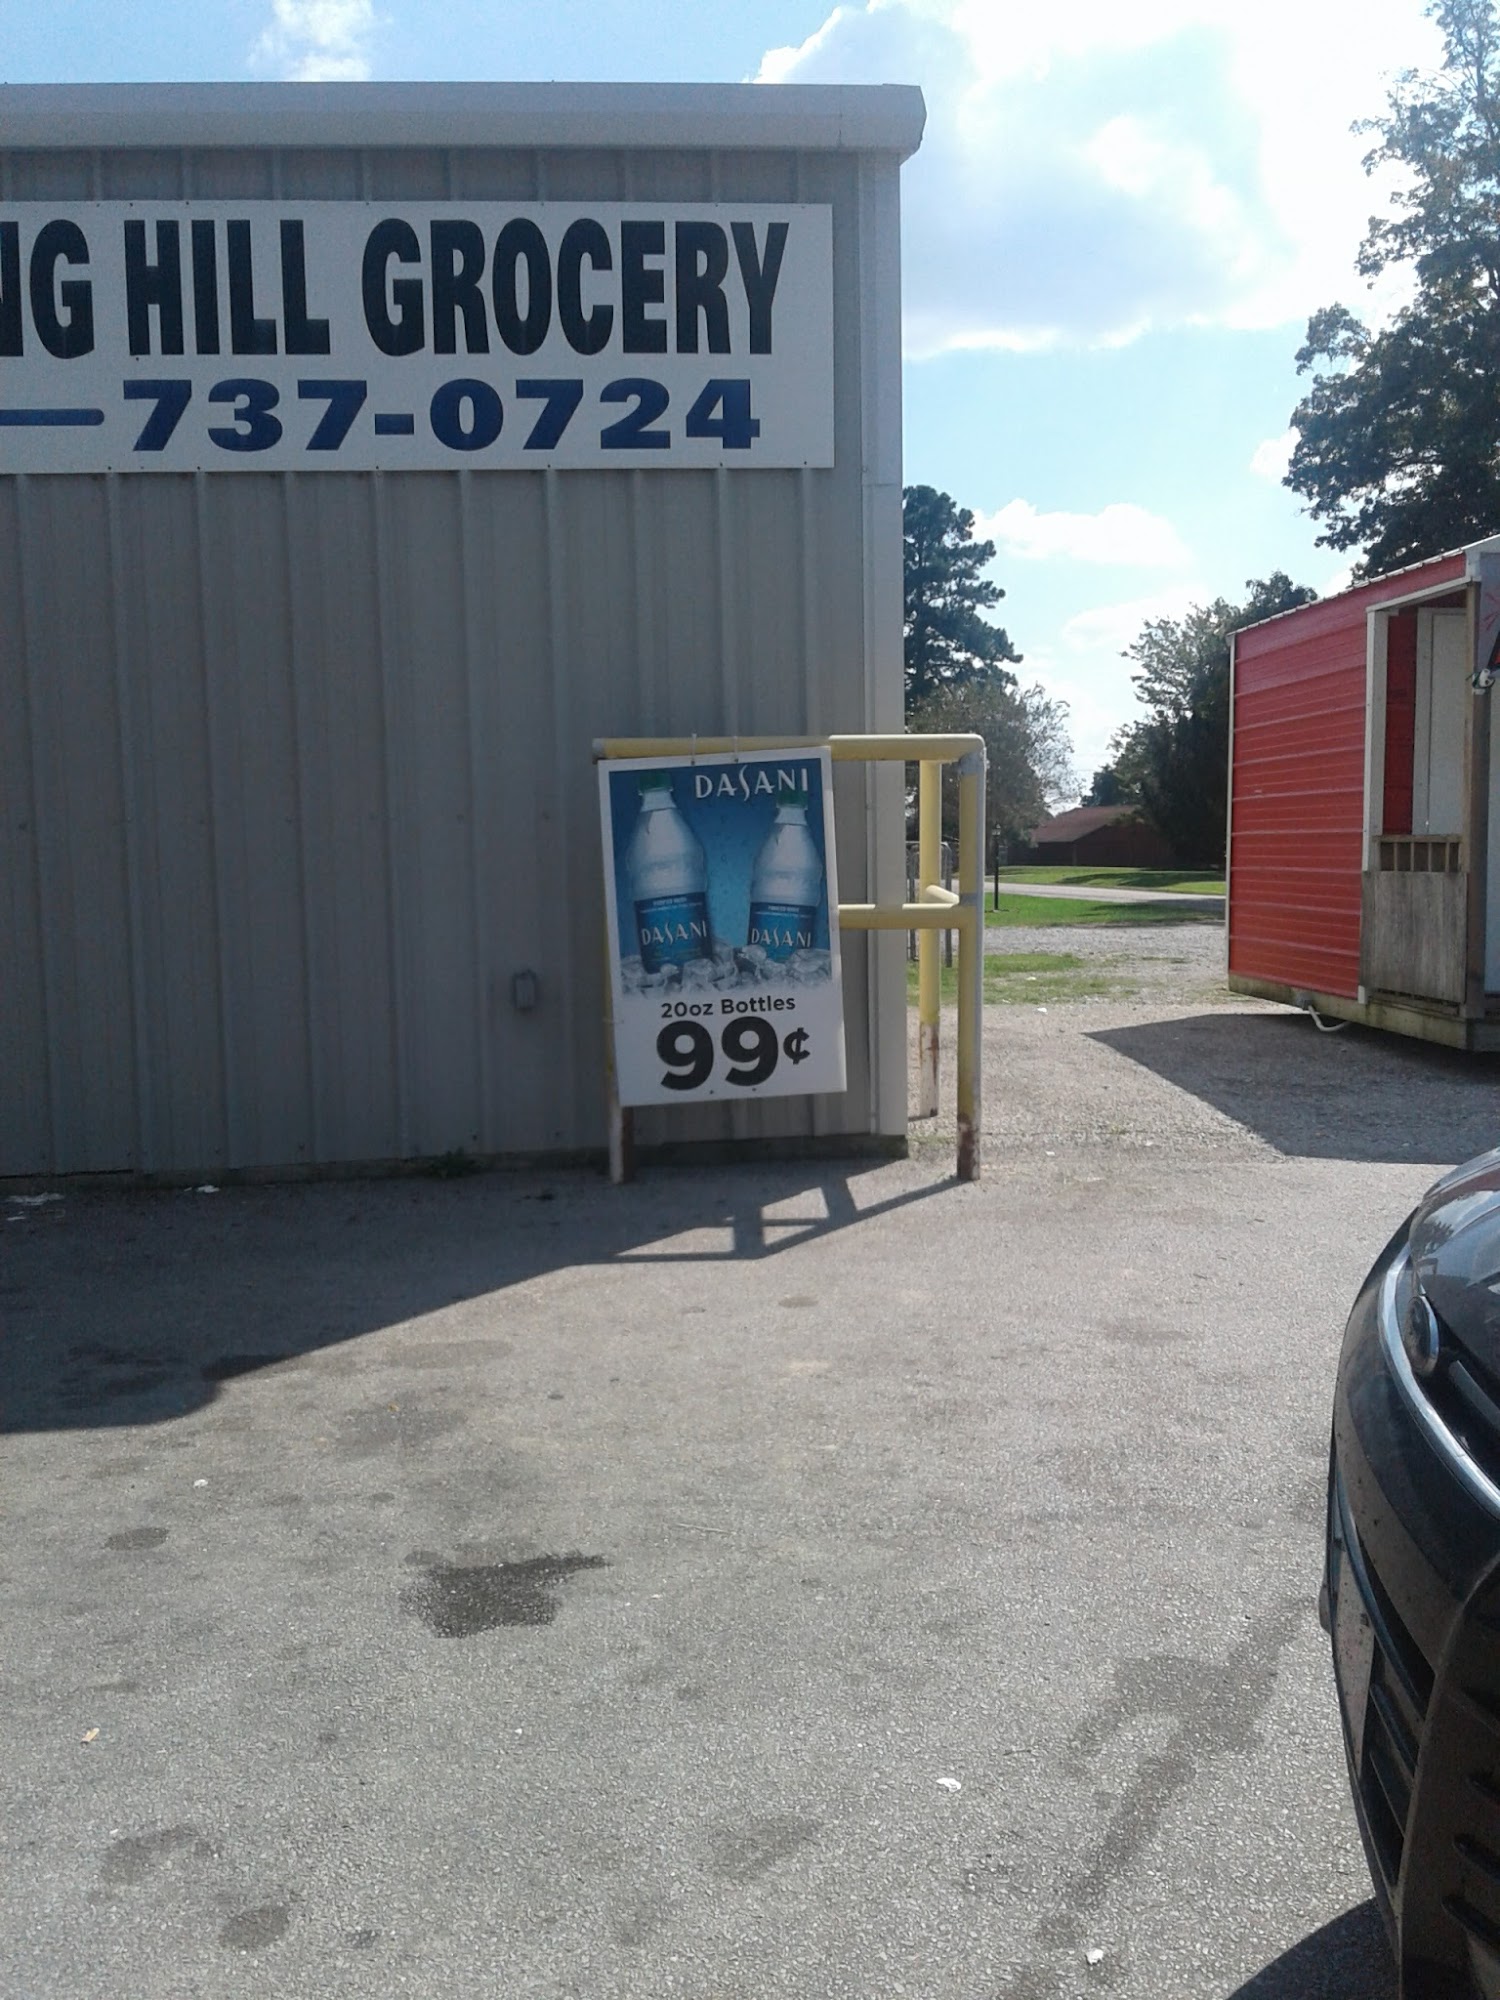 NG HILL GROCERY
737-0724
DASANI
DASANI
DASANI
20oz Bottles
99¢